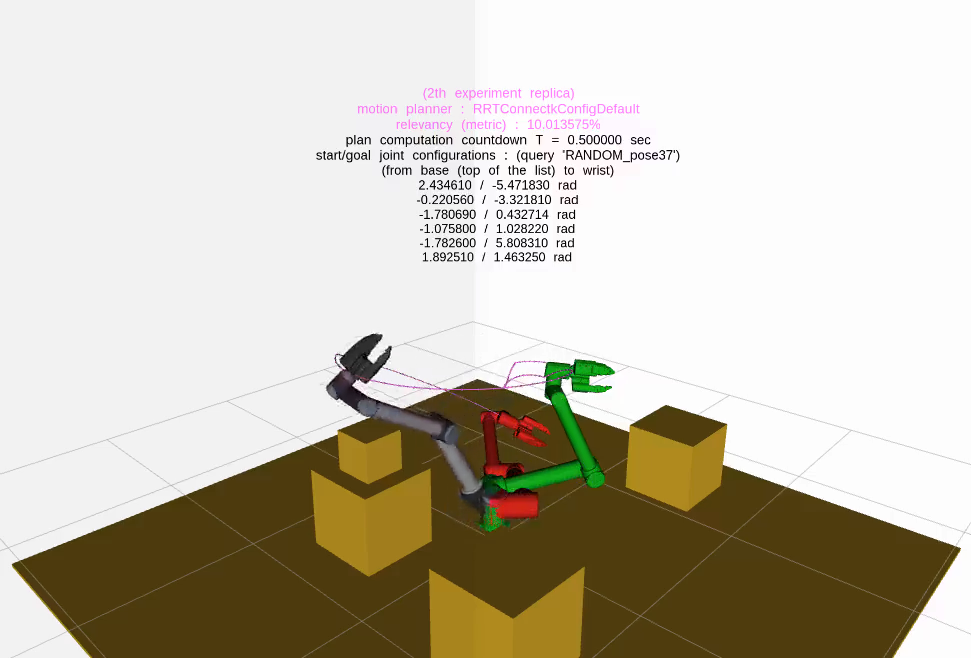 (2th experiment replica)
motion planner : RRTConnectkConfigDefault
relevancy (metric) : 10.013575%
plan computation countdown T = 0.500000 sec
start/goal joint configurations : (query 'RANDOM_pose37')
(from base (top of the list) to wrist)
2.434610 / -5.471830 rad
-0.220560 / -3.321810 rad
-1.780690 / 0.432714 rad
-1.075800 / 1.028220 rad
-1.782600 / 5.808310 rad
1.892510 / 1.463250 rad